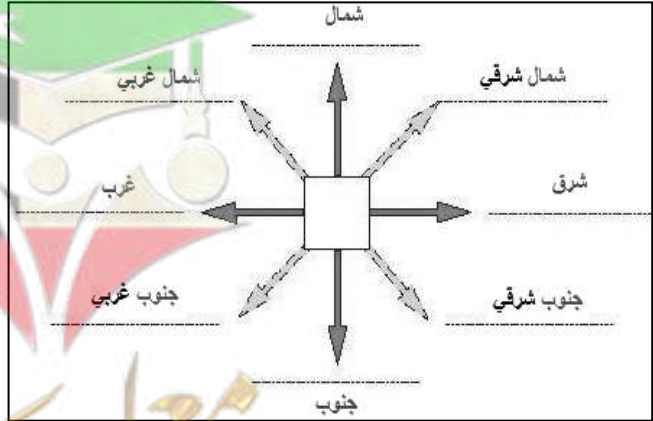 شمال
شمال شرقي
شمال غربي
شرق
غرب
جنوب شرقي
جنوب غربي
جنوب